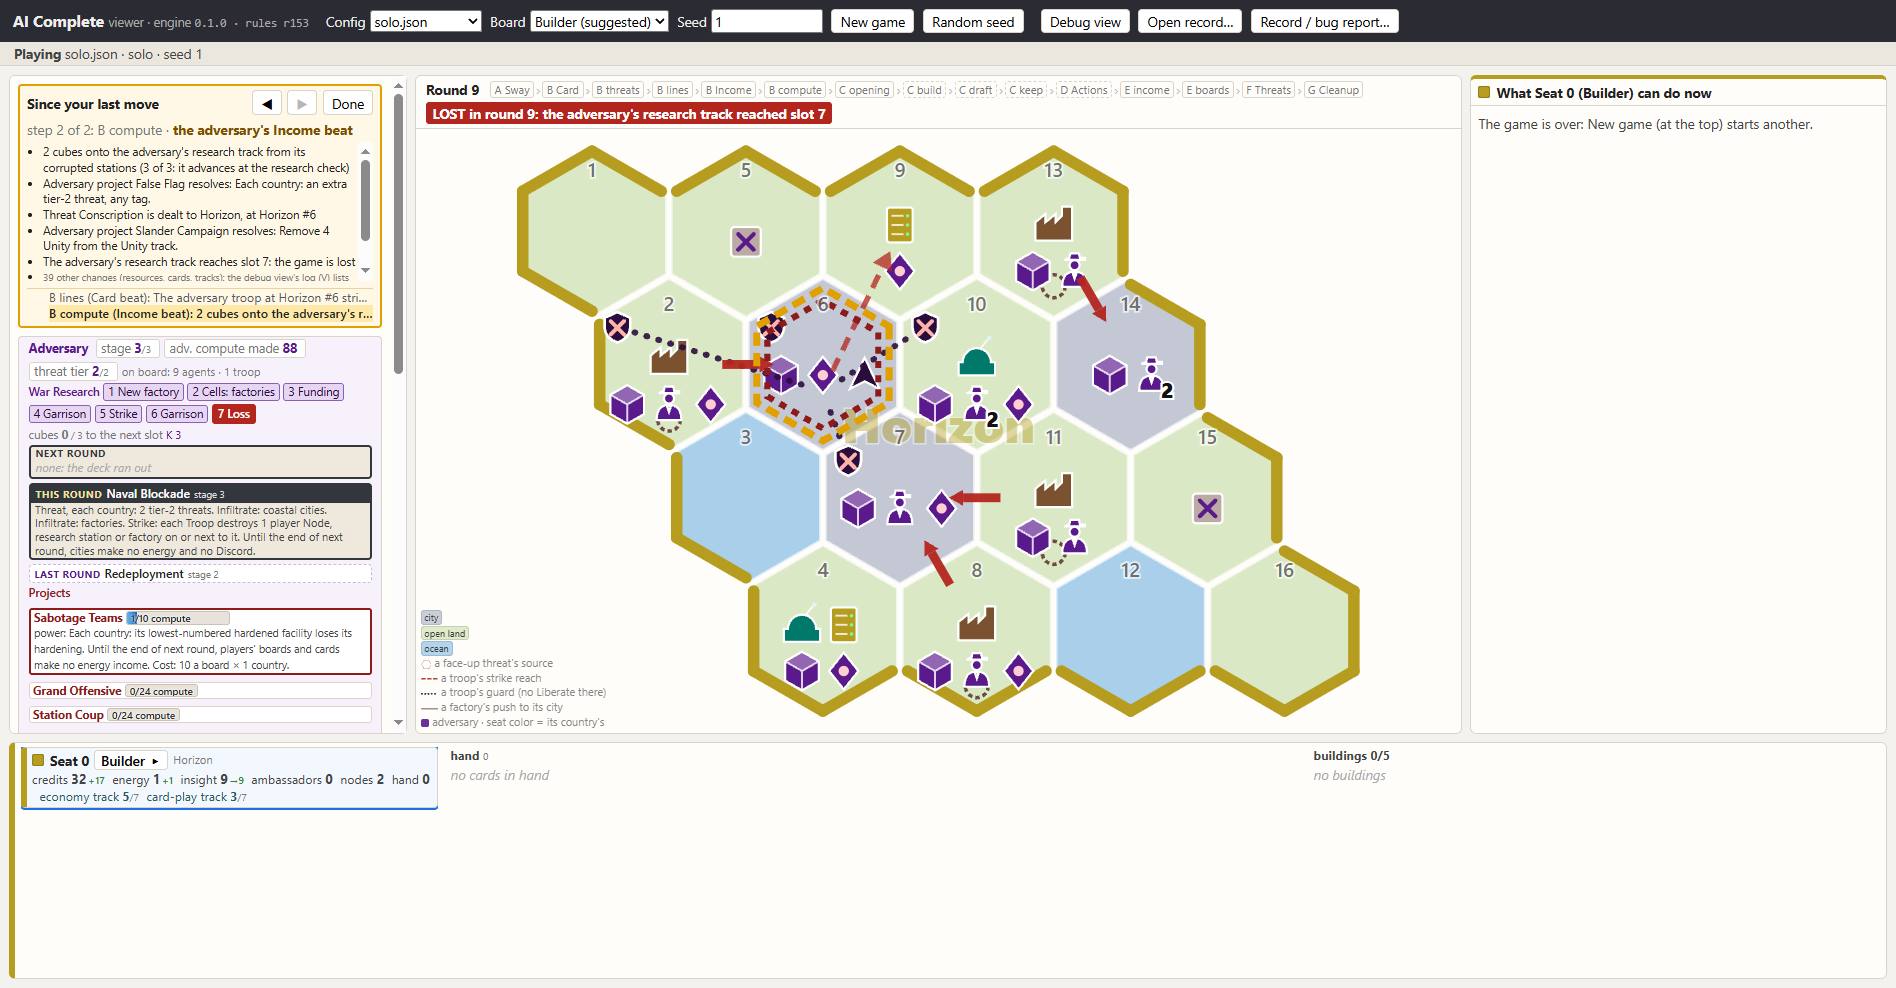 AI Complete viewer · engine 0.1.0 · rules r153 Config solo.json Board Builder (suggested) Seed 1 New game Random seed Debug view Open record... Record / bug report...
Playing solo.json · solo · seed 1
Since your last move ◀ ▶ Done
step 2 of 2: B compute · the adversary's Income beat
• 2 cubes onto the adversary's research track from its
corrupted stations (3 of 3: it advances at the research check)
• Adversary project False Flag resolves: Each country: an extra
tier-2 threat, any tag.
• Threat Conscription is dealt to Horizon, at Horizon #6
• Adversary project Slander Campaign resolves: Remove 4
Unity from the Unity track.
• The adversary's research track reaches slot 7: the game is lost
• 39 other changes (resources, cards, tracks): the debug view's log (V) lists
B lines (Card beat): The adversary troop at Horizon #6 stri...
B compute (Income beat): 2 cubes onto the adversary's r...
Adversary stage 3/3 adv. compute made 88
threat tier 2/2 on board: 9 agents · 1 troop
War Research 1 New factory 2 Cells: factories 3 Funding
4 Garrison 5 Strike 6 Garrison 7 Loss
cubes 0 / 3 to the next slot K 3
NEXT ROUND
none: the deck ran out
THIS ROUND Naval Blockade stage 3
Threat, each country: 2 tier-2 threats. Infiltrate: coastal cities.
Infiltrate: factories. Strike: each Troop destroys 1 player Node,
research station or factory on or next to it. Until the end of next
round, cities make no energy and no Discord.
LAST ROUND Redeployment stage 2
Projects
Sabotage Teams 1/10 compute
power: Each country: its lowest-numbered hardened facility loses its
hardening. Until the end of next round, players' boards and cards
make no energy income. Cost: 10 a board × 1 country.
Grand Offensive 0/24 compute
Station Coup 0/24 compute
Round 9 A Sway › B Card › B threats › B lines › B Income › B compute › C opening › C build › C draft › C keep › D Actions › E income › E boards › F Threats › G Cleanup
LOST in round 9: the adversary's research track reached slot 7
1 5 9 13
2 6 10 14
2
2
Horizon
3 7 11 15
4 8 12 16
city
open land
ocean
a face-up threat's source
a troop's strike reach
a troop's guard (no Liberate there)
a factory's push to its city
adversary · seat color = its country's
What Seat 0 (Builder) can do now
The game is over: New game (at the top) starts another.
Seat 0 Builder ▸ Horizon
credits 32 +17 energy 1 +1 insight 9 →9 ambassadors 0 nodes 2 hand 0
economy track 5/7 card-play track 3/7
hand 0
no cards in hand
buildings 0/5
no buildings